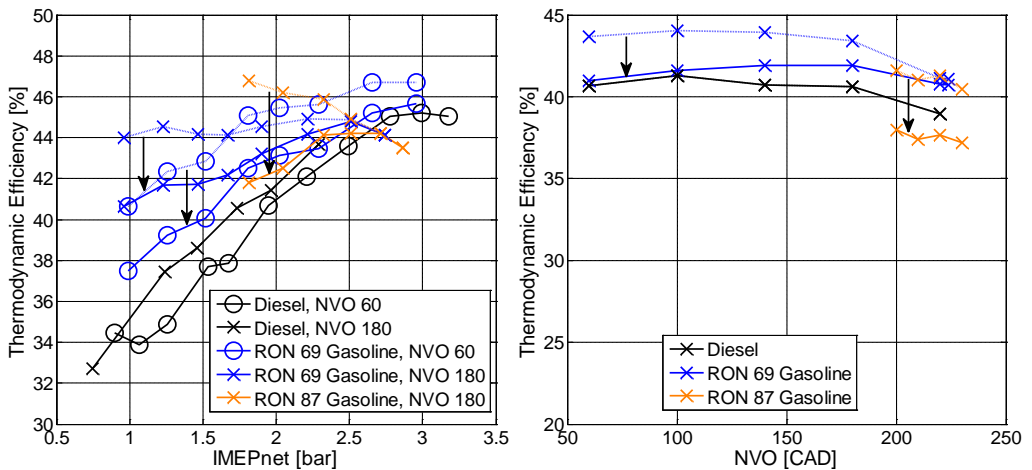 Thermodynamic Efficiency [%]
50
48
46
44
42
40
38
36
34
32
30
0.5
1
1.5
2
2.5
3
3.5
IMEPnet [bar]
Diesel, NVO 60
Diesel, NVO 180
RON 69 Gasoline, NVO 60
RON 69 Gasoline, NVO 180
RON 87 Gasoline, NVO 180
Thermodynamic Efficiency [%]
45
40
35
30
25
20
50
100
150
200
250
NVO [CAD]
Diesel
RON 69 Gasoline
RON 87 Gasoline